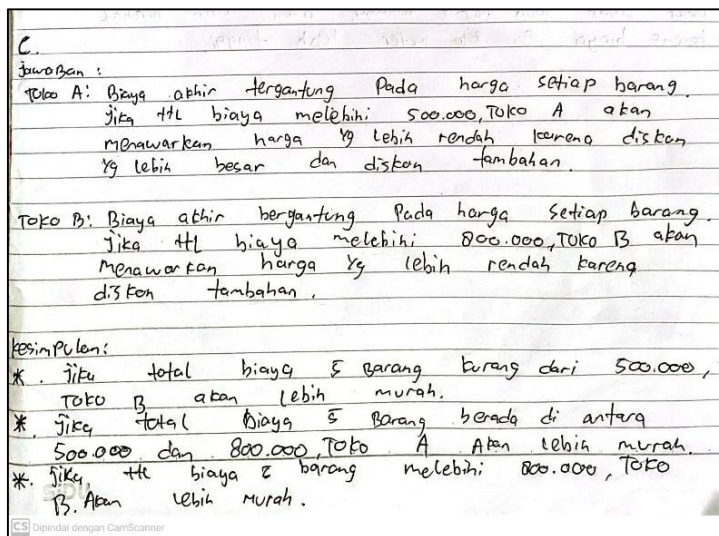 C.
Jawaban :
Toko A: Biaya akhir tergantung Pada harga setiap barang.
Jika ttl biaya melebihi 500.000, Toko A akan
menawarkan harga yg lebih rendah karena diskon
yg lebih besar dan diskon tambahan.
Toko B: Biaya akhir bergantung Pada harga setiap barang.
Jika ttl biaya melebihi 800.000, Toko B akan
Menawarkan harga yg lebih rendah karena
diskon tambahan.
kesimpulan:
*. Jika total biaya 5 Barang kurang dari 500.000,
Toko B akan lebih murah.
*. Jika total Biaya 5 Barang berada di antara
500.000 dan 800.000, Toko A Akan lebih murah.
*. Jika ttl biaya barang melebihi 800.000, Toko
B. Akan lebih Murah.
SiDU
CS Dipindai dengan CamScanner